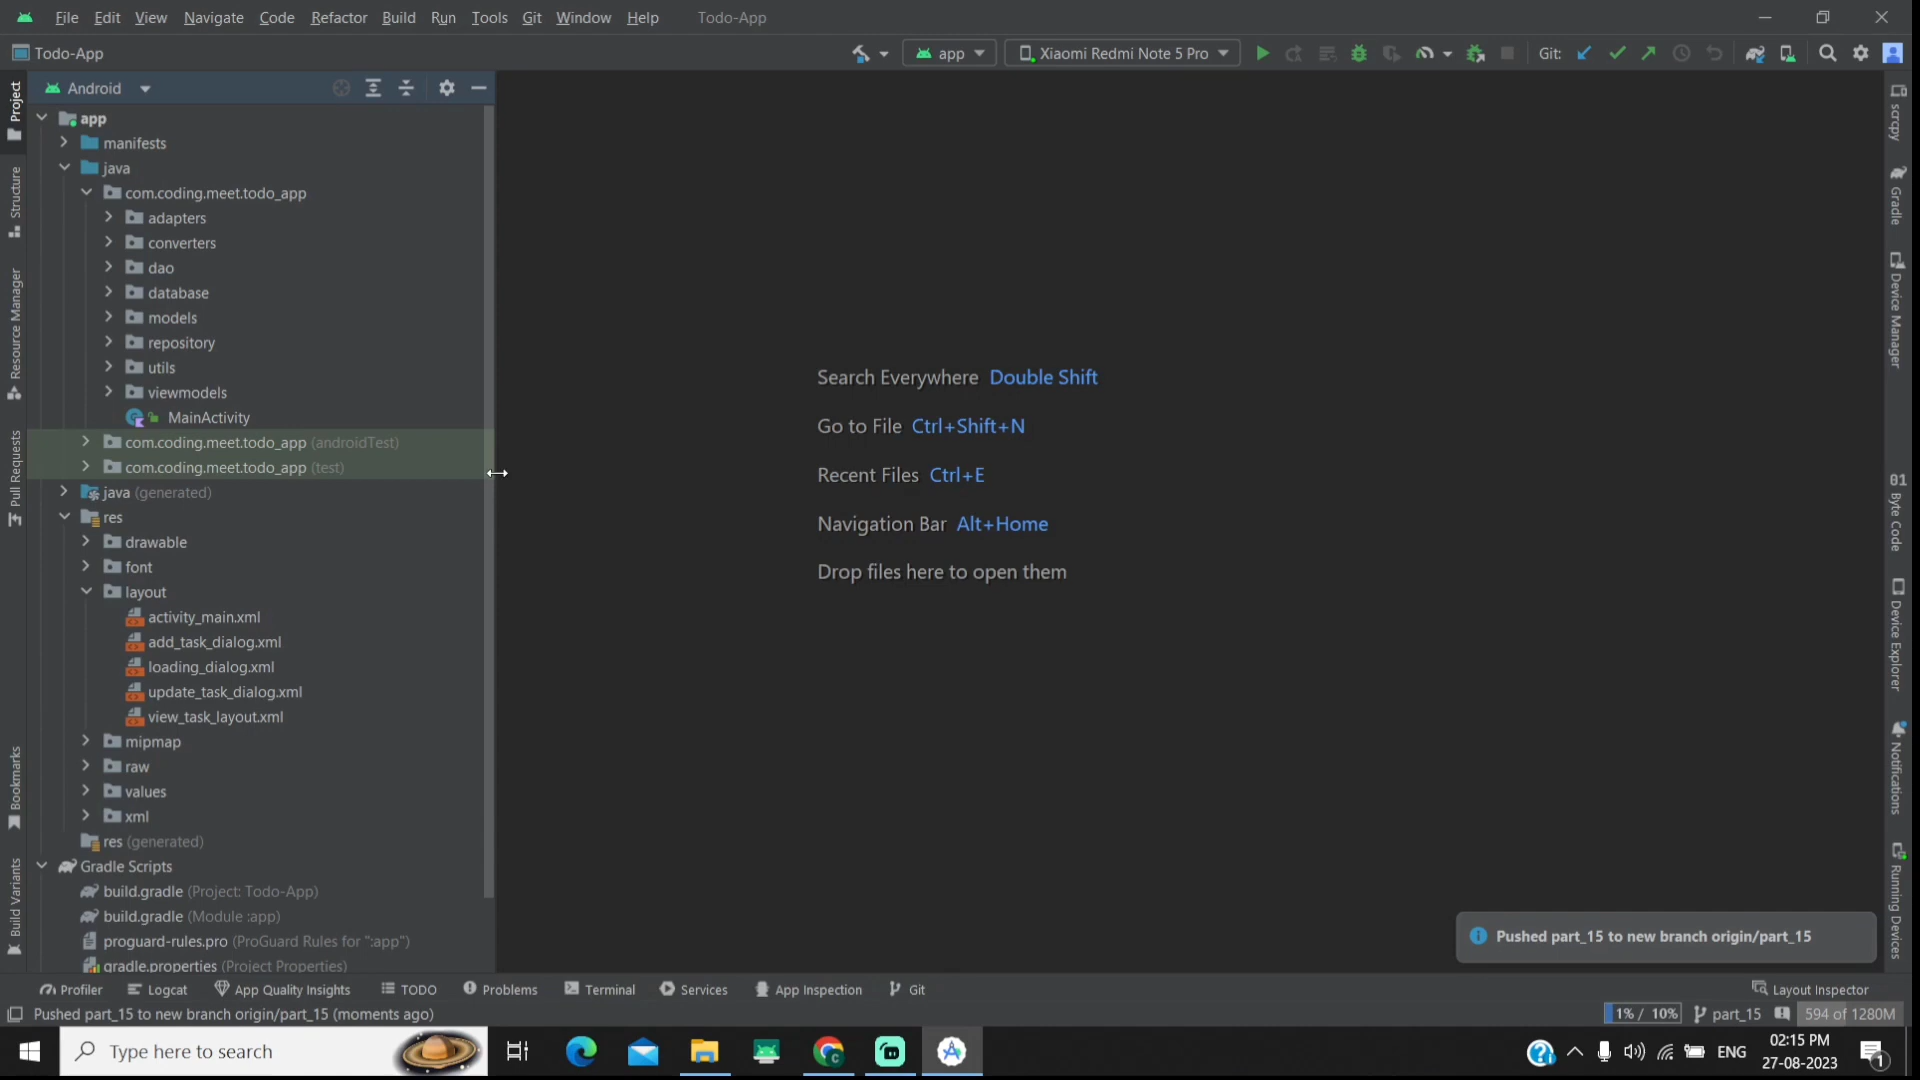 File Edit View Navigate Code Refactor Build Run Tools Git Window Help Todo-App
Todo-App app Xiaomi Redmi Note 5 Pro Git:
Android
app
manifests
java
com.coding.meet.todo_app
adapters
converters
dao
database
models
repository
utils
viewmodels
MainActivity
com.coding.meet.todo_app (androidTest)
com.coding.meet.todo_app (test)
java (generated)
res
drawable
font
layout
activity_main.xml
add_task_dialog.xml
loading_dialog.xml
update_task_dialog.xml
view_task_layout.xml
mipmap
raw
values
xml
res (generated)
Gradle Scripts
build.gradle (Project: Todo-App)
build.gradle (Module :app)
proguard-rules.pro (ProGuard Rules for ":app")
gradle.properties (Project Properties)
Project
Structure
Resource Manager
Pull Requests
Bookmarks
Build Variants
Search Everywhere Double Shift
Go to File Ctrl+Shift+N
Recent Files Ctrl+E
Navigation Bar Alt+Home
Drop files here to open them
scrcpy
Gradle
Device Manager
01
Byte Code
Device Explorer
Notifications
Running Devices
Pushed part_15 to new branch origin/part_15
Profiler Logcat App Quality Insights TODO Problems Terminal Services App Inspection Git Layout Inspector
Pushed part_15 to new branch origin/part_15 (moments ago) 1% / 10% part_15 594 of 1280M
Type here to search ENG 02:15 PM
27-08-2023
1